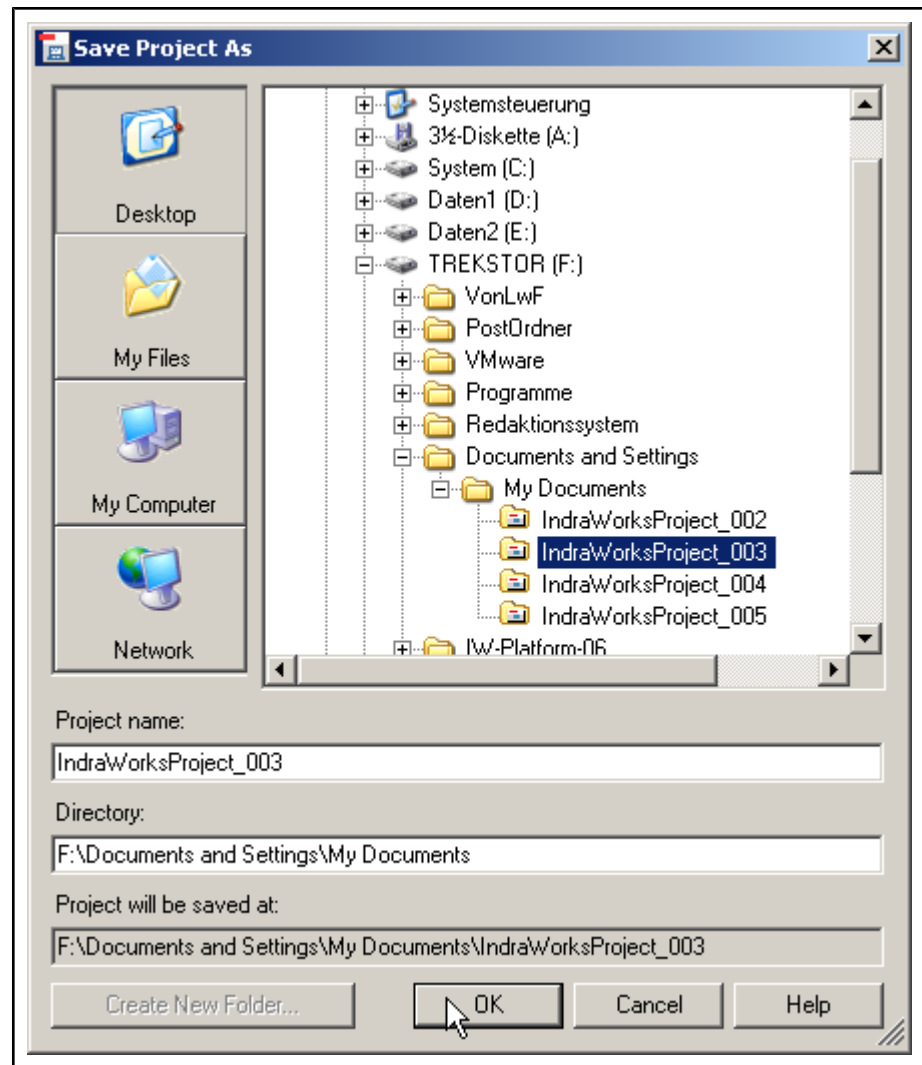 Save Project As
Desktop
My Files
My Computer
Network
Systemsteuerung
3½-Diskette (A:)
System (C:)
Daten1 (D:)
Daten2 (E:)
TREKSTOR (F:)
VonLwF
PostOrdner
VMware
Programme
Redaktionssystem
Documents and Settings
My Documents
IndraWorksProject_002
IndraWorksProject_003
IndraWorksProject_004
IndraWorksProject_005
IW-Platform-06
Project name:
IndraWorksProject_003
Directory:
F:\Documents and Settings\My Documents
Project will be saved at:
F:\Documents and Settings\My Documents\IndraWorksProject_003
Create New Folder... OK Cancel Help